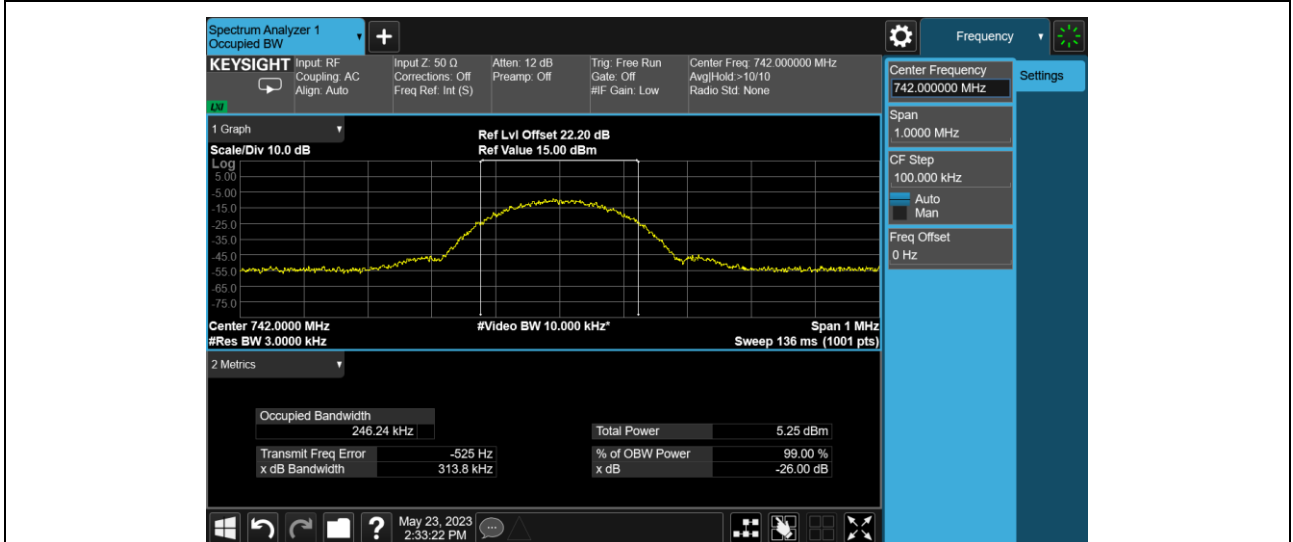 Spectrum Analyzer 1
Occupied BW
Frequency
KEYSIGHT
LXI
Input: RF
Coupling: AC
Align: Auto
Input Z: 50 Ω
Corrections: Off
Freq Ref: Int (S)
Atten: 12 dB
Preamp: Off
Trig: Free Run
Gate: Off
#IF Gain: Low
Center Freq: 742.000000 MHz
Avg|Hold:>10/10
Radio Std: None
Center Frequency
742.000000 MHz
Settings
Span
1.0000 MHz
CF Step
100.000 kHz
Auto
Man
Freq Offset
0 Hz
1 Graph
Scale/Div 10.0 dB
Ref Lvl Offset 22.20 dB
Ref Value 15.00 dBm
Log
5.00
-5.00
-15.0
-25.0
-35.0
-45.0
-55.0
-65.0
-75.0
Center 742.0000 MHz
#Res BW 3.0000 kHz
#Video BW 10.000 kHz*
Span 1 MHz
Sweep 136 ms (1001 pts)
2 Metrics
Occupied Bandwidth
246.24 kHz
Total Power 5.25 dBm
Transmit Freq Error -525 Hz
% of OBW Power 99.00 %
x dB Bandwidth 313.8 kHz
x dB -26.00 dB
?
May 23, 2023
2:33:22 PM